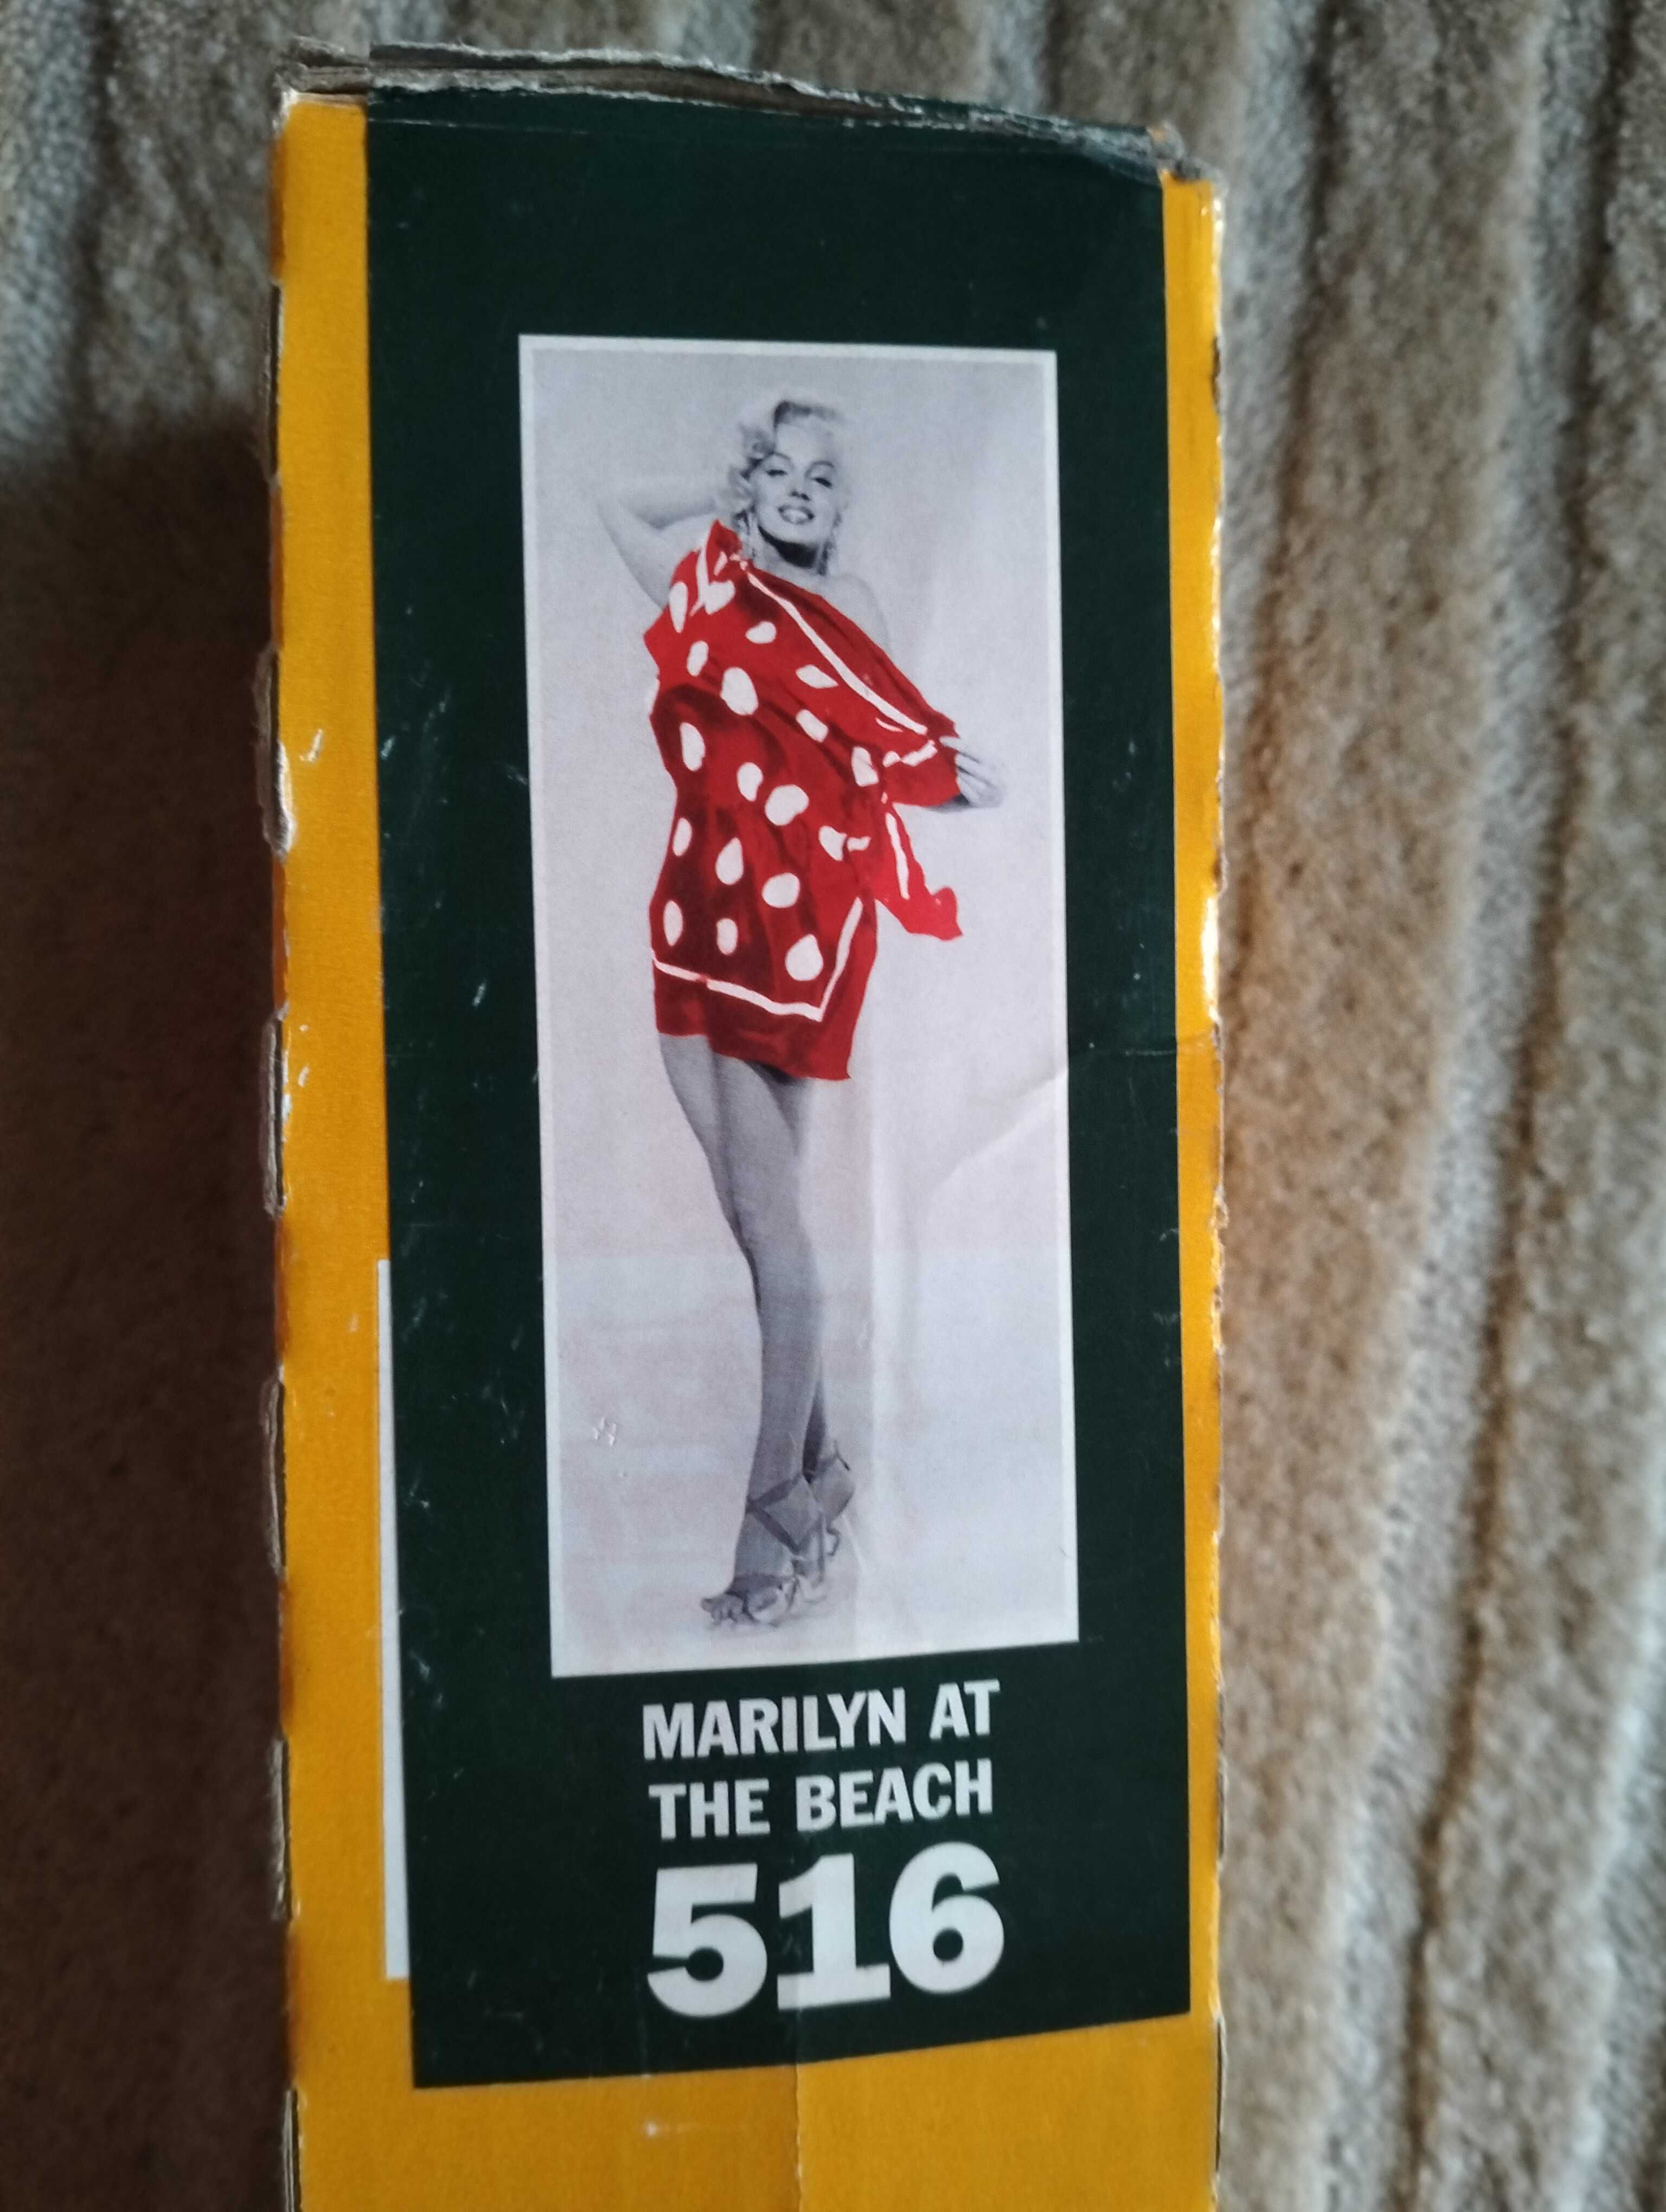 MARILYN AT
THE BEACH
516